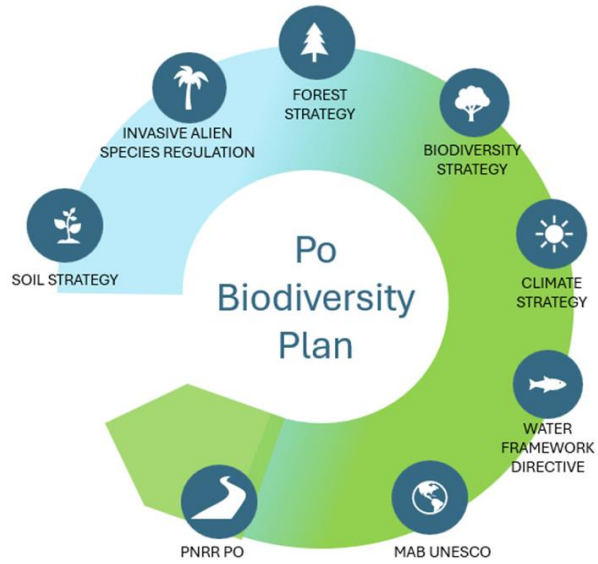 FOREST
STRATEGY
INVASIVE ALIEN
SPECIES REGULATION
BIODIVERSITY
STRATEGY
SOIL STRATEGY
Po
Biodiversity
Plan
CLIMATE
STRATEGY
WATER
FRAMEWORK
DIRECTIVE
PNRR PO
MAB UNESCO